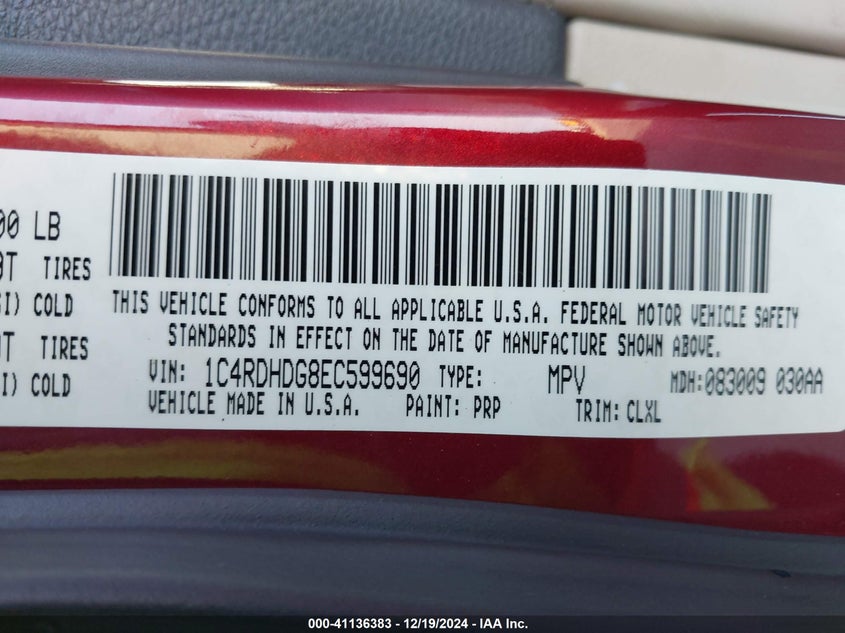 00 LB
TIRES
COLD
THIS VEHICLE CONFORMS TO ALL APPLICABLE U.S.A. FEDERAL MOTOR VEHICLE SAFETY
STANDARDS IN EFFECT ON THE DATE OF MANUFACTURE SHOWN ABOVE.
TIRES
VIN: 1C4RDHDG8EC599690 TYPE: MPV MDH:083009 030AA
COLD
VEHICLE MADE IN U.S.A. PAINT: PRP TRIM: CLXL
000-41136383 - 12/19/2024 - IAA Inc.